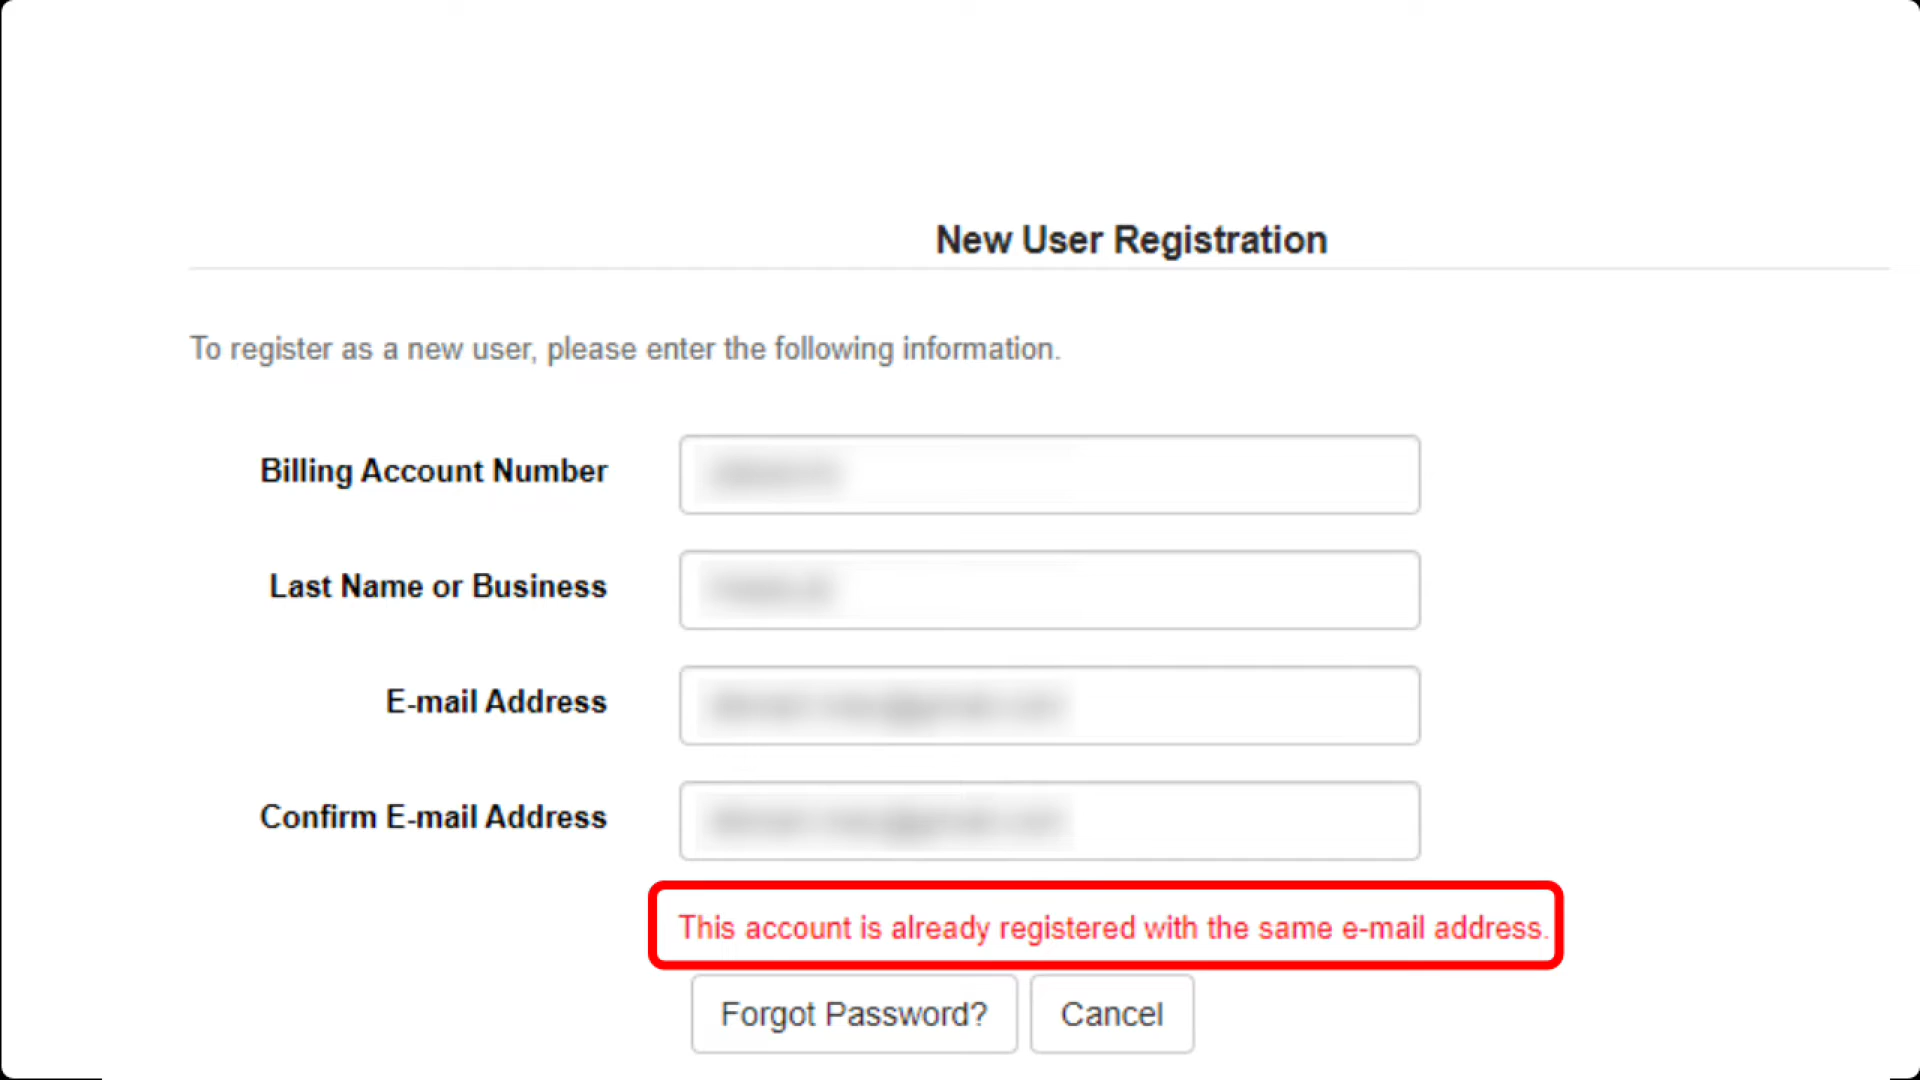 New User Registration
To register as a new user, please enter the following information.
Billing Account Number
Last Name or Business
E-mail Address
Confirm E-mail Address
This account is already registered with the same e-mail address.
Forgot Password?
Cancel